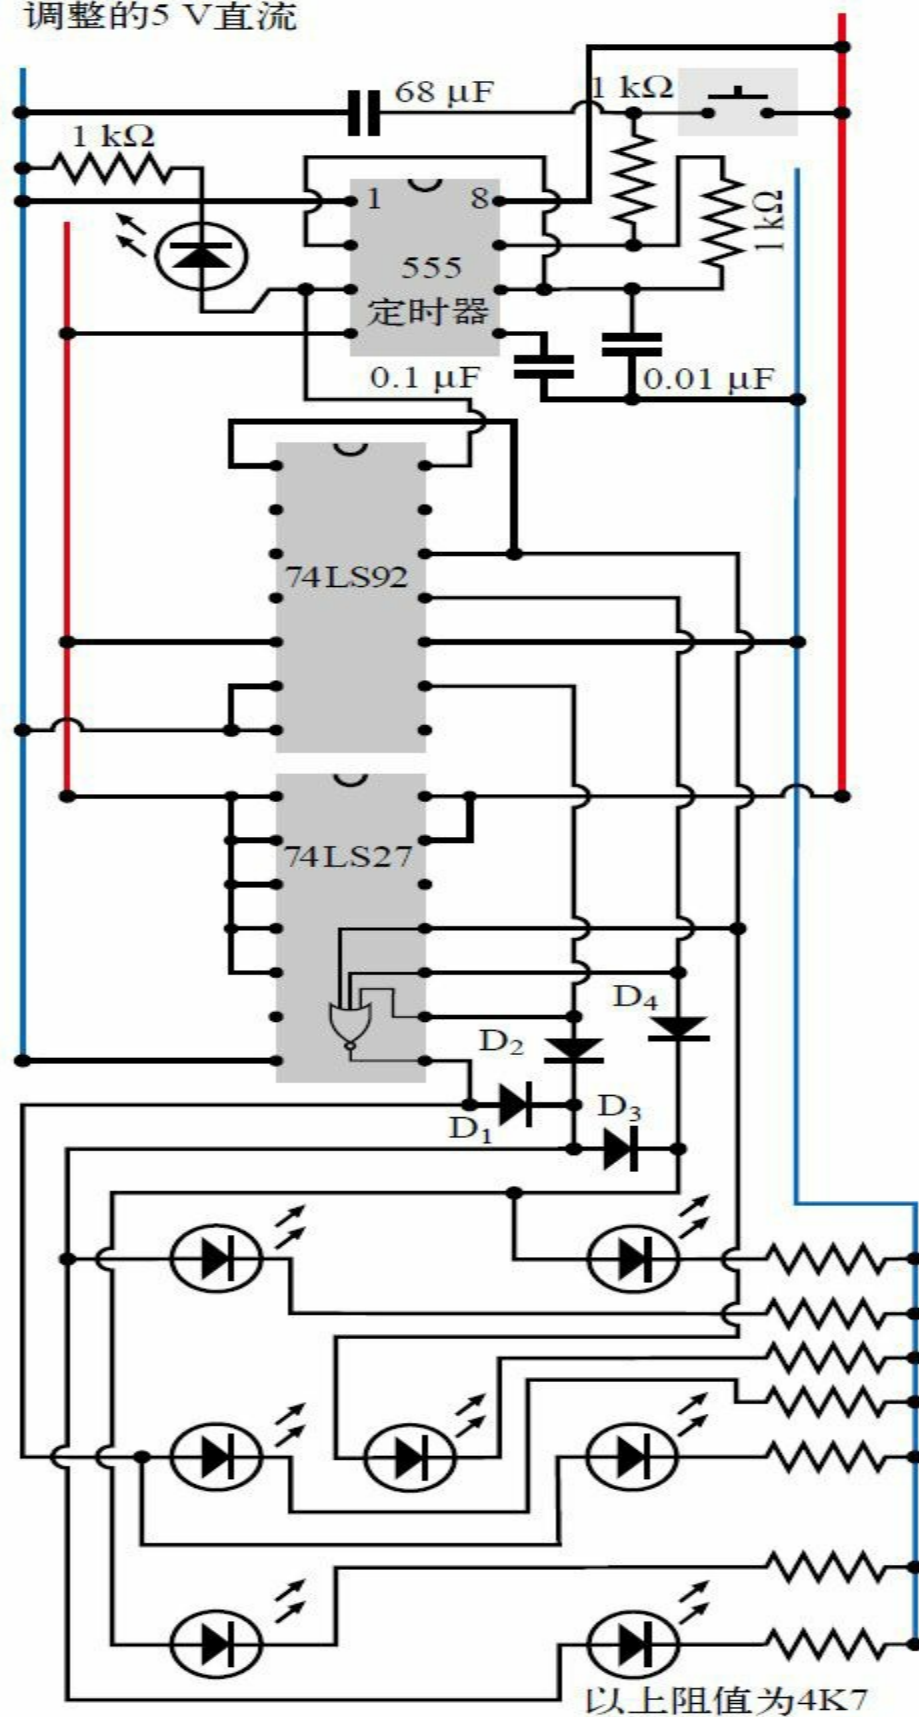 调整的5 V直流
68 μF
1 kΩ
1 kΩ
1 8
1 kΩ
555
定时器
0.1 μF
0.01 μF
74LS92
74LS27
D4
D2
D3
D1
以上阻值为4K7